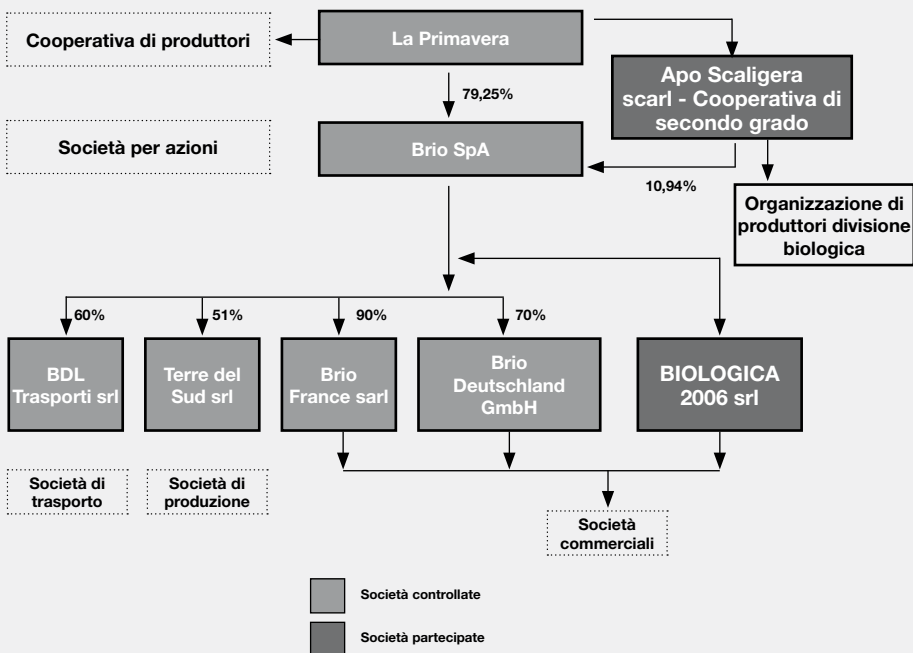 Cooperativa di produttori
La Primavera
Apo Scaligera
scarl - Cooperativa di
secondo grado
79,25%
Società per azioni
Brio SpA
10,94%
Organizzazione di
produttori divisione
biologica
60%
51%
90%
70%
BDL
Trasporti srl
Terre del
Sud srl
Brio
France sarl
Brio
Deutschland
GmbH
BIOLOGICA
2006 srl
Società di
trasporto
Società di
produzione
Società
commerciali
Società controllate
Società partecipate